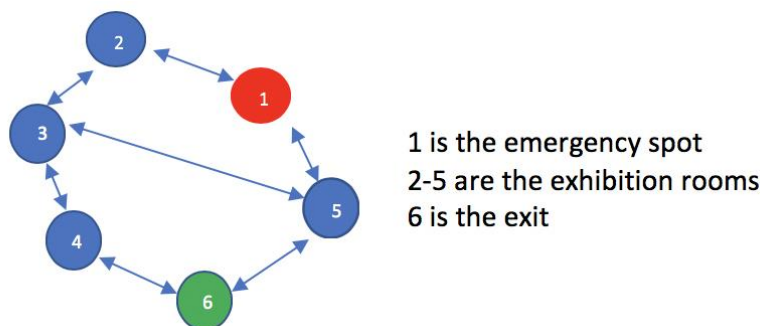 2
1
3
5
4
6
1 is the emergency spot
2-5 are the exhibition rooms
6 is the exit